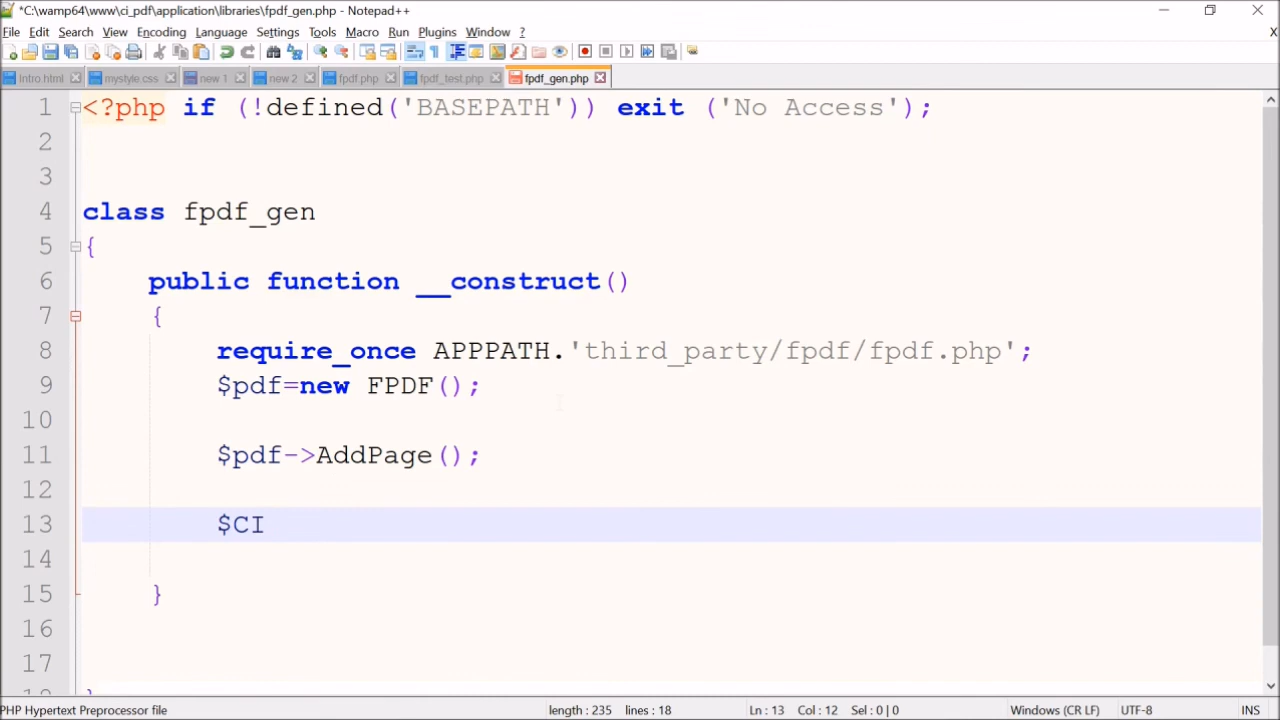 *C:\wamp64\www\ci_pdf\application\libraries\fpdf_gen.php - Notepad++
File Edit Search View Encoding Language Settings Tools Macro Run Plugins Window ? X
Intro html mystyle.css new 1 new 2 fpdf.php fpdf_test.php fpdf_gen.php
1 <?php if (!defined('BASEPATH')) exit ('No Access');
2
3
4 class fpdf_gen
5 {
6 public function __construct()
7 {
8 require_once APPPATH.'third_party/fpdf/fpdf.php';
9 $pdf=new FPDF();
10
11 $pdf->AddPage();
12
13 $CI
14
15 }
16
17
18 }
PHP Hypertext Preprocessor file length : 235 lines : 18 Ln : 13 Col : 12 Sel : 0 | 0 Windows (CR LF) UTF-8 INS